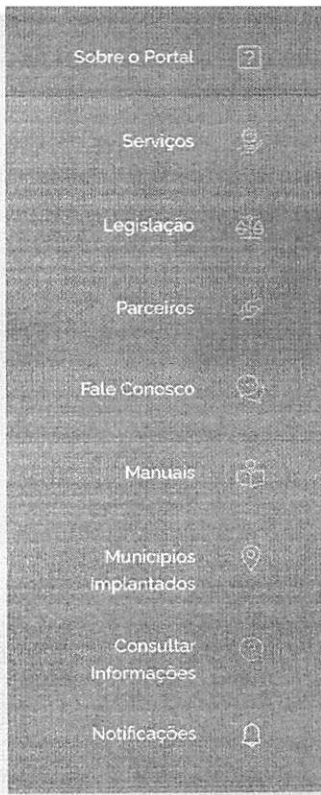 Sobre o Portal
Serviços
Legislação
Parceiros
Fale Conosco
Manuais
Municípios
Implantados
Consultar
Informações
Notificações